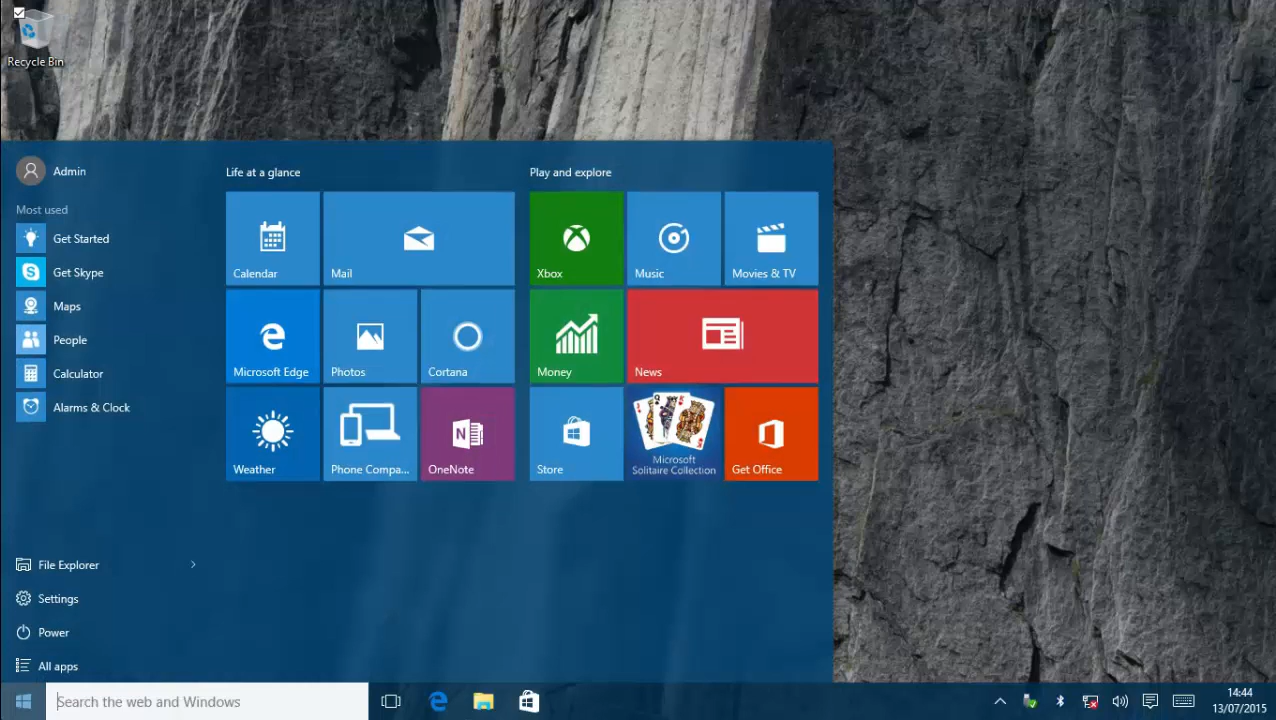 Recycle Bin
Admin
Most used
Get Started
Get Skype
Maps
People
Calculator
Alarms & Clock
File Explorer
Settings
Power
All apps
Life at a glance
Calendar
Mail
Microsoft Edge
Photos
Cortana
Weather
Phone Compa...
OneNote
Play and explore
Xbox
Music
Movies & TV
Money
News
Store
Microsoft
Solitaire Collection
Get Office
Search the web and Windows
14:44
13/07/2015